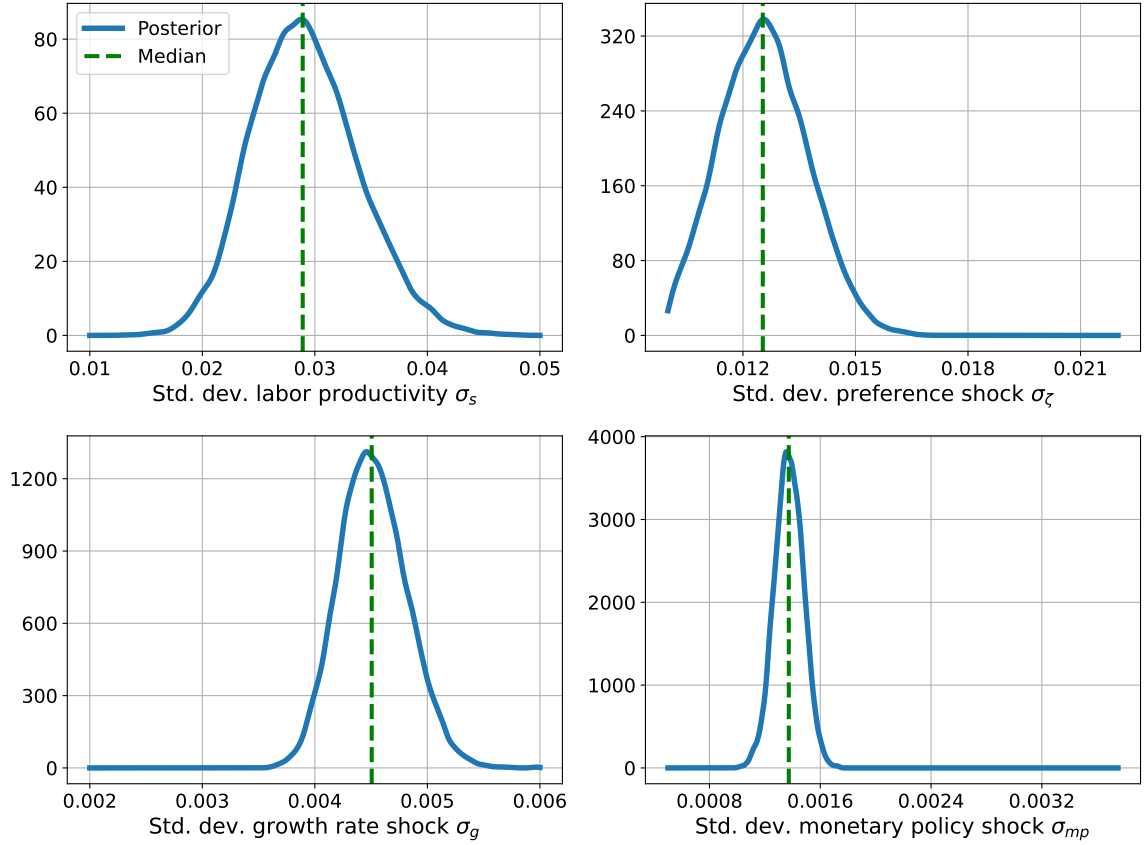 80
60
40
20
0
Posterior
Median
0.01 0.02 0.03 0.04 0.05
Std. dev. labor productivity σ_s
320
240
160
80
0
0.012 0.015 0.018 0.021
Std. dev. preference shock σ_ζ
1200
900
600
300
0
0.002 0.003 0.004 0.005 0.006
Std. dev. growth rate shock σ_g
4000
3000
2000
1000
0
0.0008 0.0016 0.0024 0.0032
Std. dev. monetary policy shock σ_mp